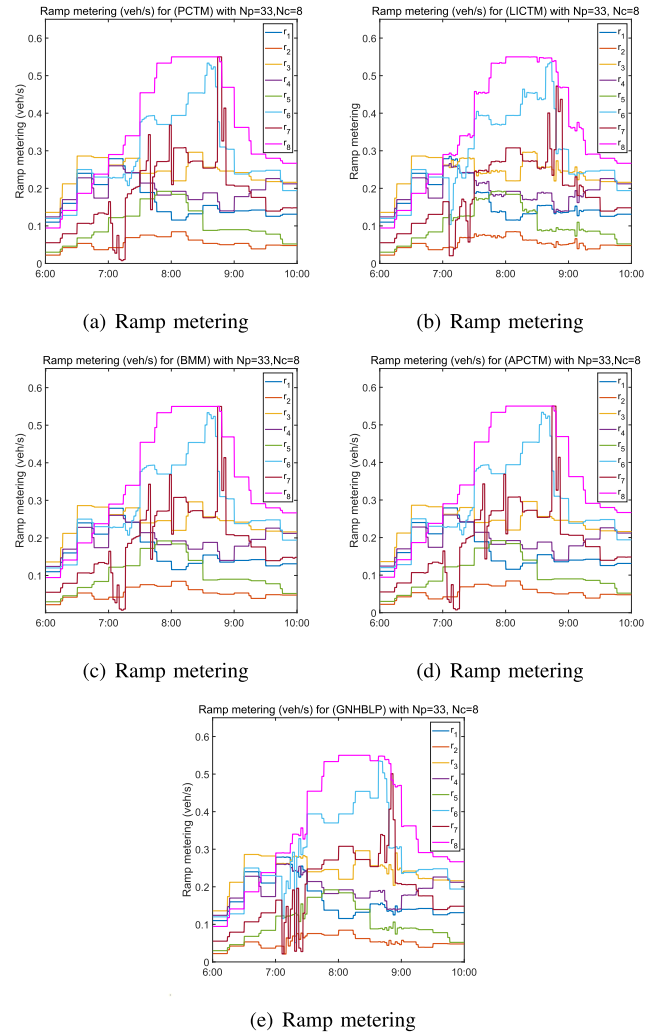 Ramp metering (veh/s) for (PCTM) with Np=33,Nc=8
Ramp metering (veh/s)
0.6
0.5
0.4
0.3
0.2
0.1
0
6:00 7:00 8:00 9:00 10:00
r1
r2
r3
r4
r5
r6
r7
r8
(a) Ramp metering
Ramp metering (veh/s) for (LICTM) with Np=33, Nc=8
Ramp metering
0.6
0.5
0.4
0.3
0.2
0.1
0
6:00 7:00 8:00 9:00 10:00
r1
r2
r3
r4
r5
r6
r7
r8
(b) Ramp metering
Ramp metering (veh/s) for (BMM) with Np=33,Nc=8
Ramp metering (veh/s)
0.6
0.5
0.4
0.3
0.2
0.1
0
6:00 7:00 8:00 9:00 10:00
r1
r2
r3
r4
r5
r6
r7
r8
(c) Ramp metering
Ramp metering (veh/s) for (APCTM) with Np=33,Nc=8
Ramp metering (veh/s)
0.6
0.5
0.4
0.3
0.2
0.1
0
6:00 7:00 8:00 9:00 10:00
r1
r2
r3
r4
r5
r6
r7
r8
(d) Ramp metering
Ramp metering (veh/s) for (GNHBLP) with Np=33, Nc=8
Ramp metering (veh/s)
0.6
0.5
0.4
0.3
0.2
0.1
0
6:00 7:00 8:00 9:00 10:00
r1
r2
r3
r4
r5
r6
r7
r8
(e) Ramp metering